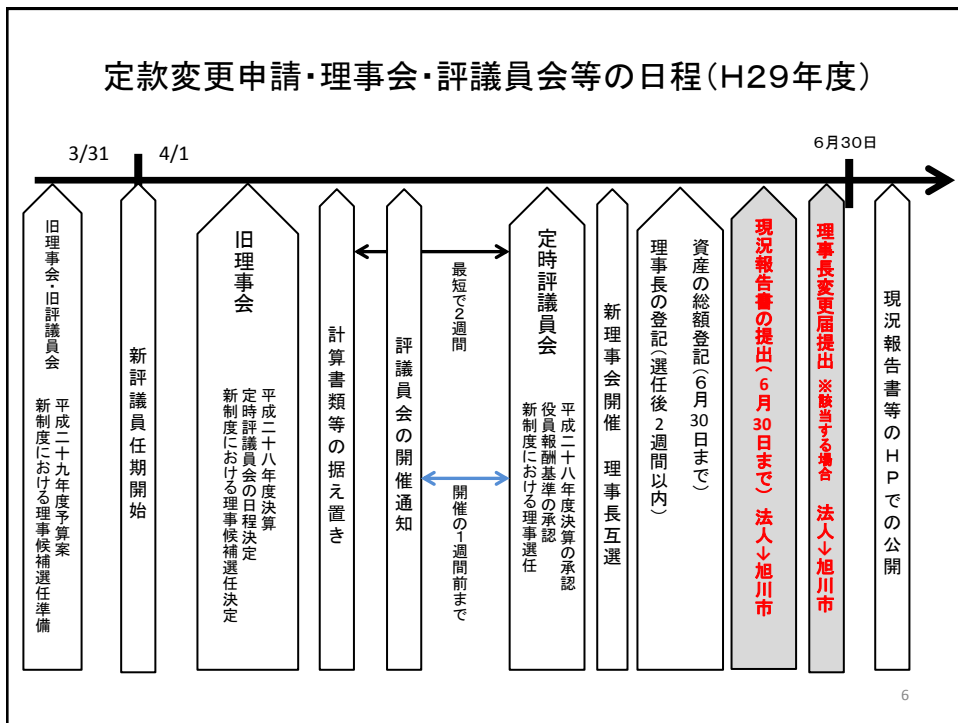 定款変更申請・理事会・評議員会等の日程（H29年度）
3/31
4/1
6月30日
旧理事会・旧評議員会
平成二十九年度予算案
新制度における理事候補選任準備
新評議員任期開始
旧理事会
平成二十八年度決算
定時評議員会の日程決定
新制度における理事候補選任決定
計算書類等の据え置き
評議員会の開催通知
最短で2週間
開催の1週間前まで
定時評議員会
平成二十八年度決算の承認
役員報酬基準の承認
新制度における理事選任
新理事会開催 理事長互選
資産の総額登記（6月30日まで）
理事長の登記（選任後2週間以内）
現況報告書の提出（6月30日まで） 法人→旭川市
理事長変更届提出 ※該当する場合 法人→旭川市
現況報告書等のHPでの公開
6